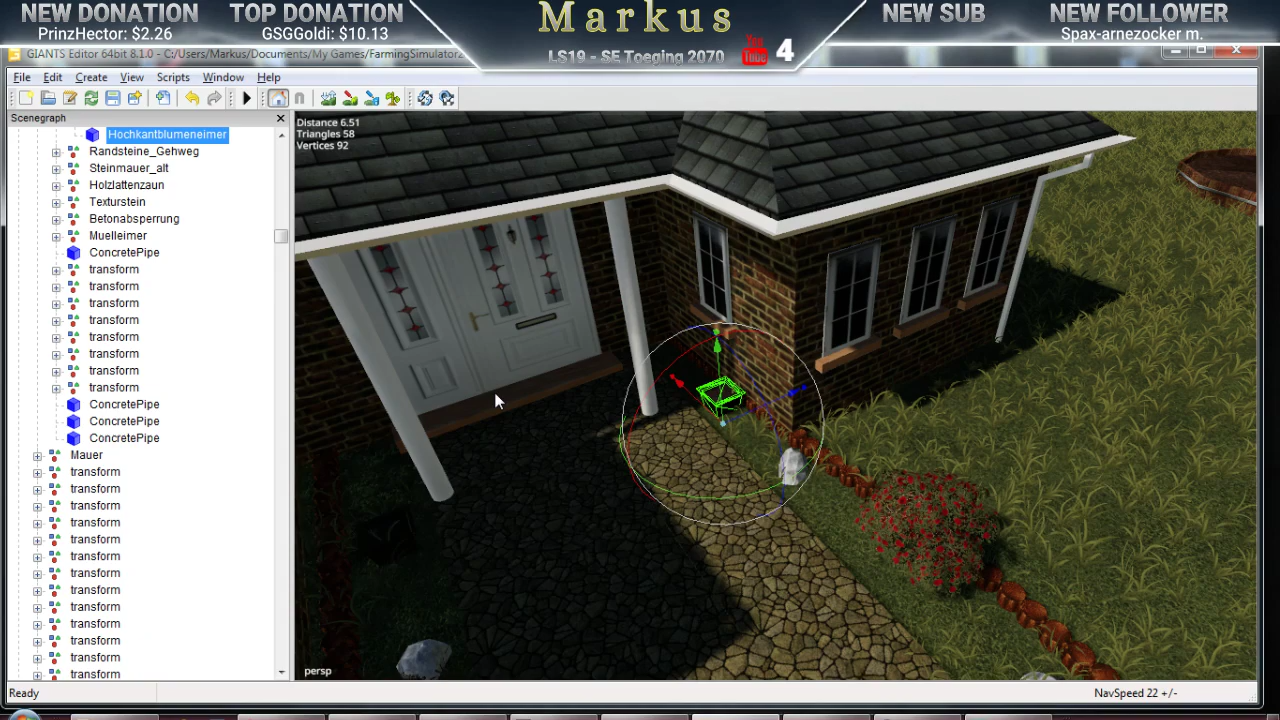 NEW DONATION
PrinzHector: $2.26
TOP DONATION
GSGGoldi: $10.13
Markus
LS19 - SE Toeging 2070
You
Tube
4
NEW SUB
NEW FOLLOWER
Spax-arnezocker m.
GIANTS Editor 64bit 8.1.0 - C:/Users/Markus/Documents/My Games/FarmingSimulator
File Edit Create View Scripts Window Help
Scenegraph
Hochkantblumeneimer
Randsteine_Gehweg
Steinmauer_alt
Holzlattenzaun
Texturstein
Betonabsperrung
Muelleimer
ConcretePipe
transform
transform
transform
transform
transform
transform
transform
transform
ConcretePipe
ConcretePipe
ConcretePipe
Mauer
transform
transform
transform
transform
transform
transform
transform
transform
transform
transform
transform
transform
transform
Distance 6.51
Triangles 58
Vertices 92
persp
Ready
NavSpeed 22 +/-